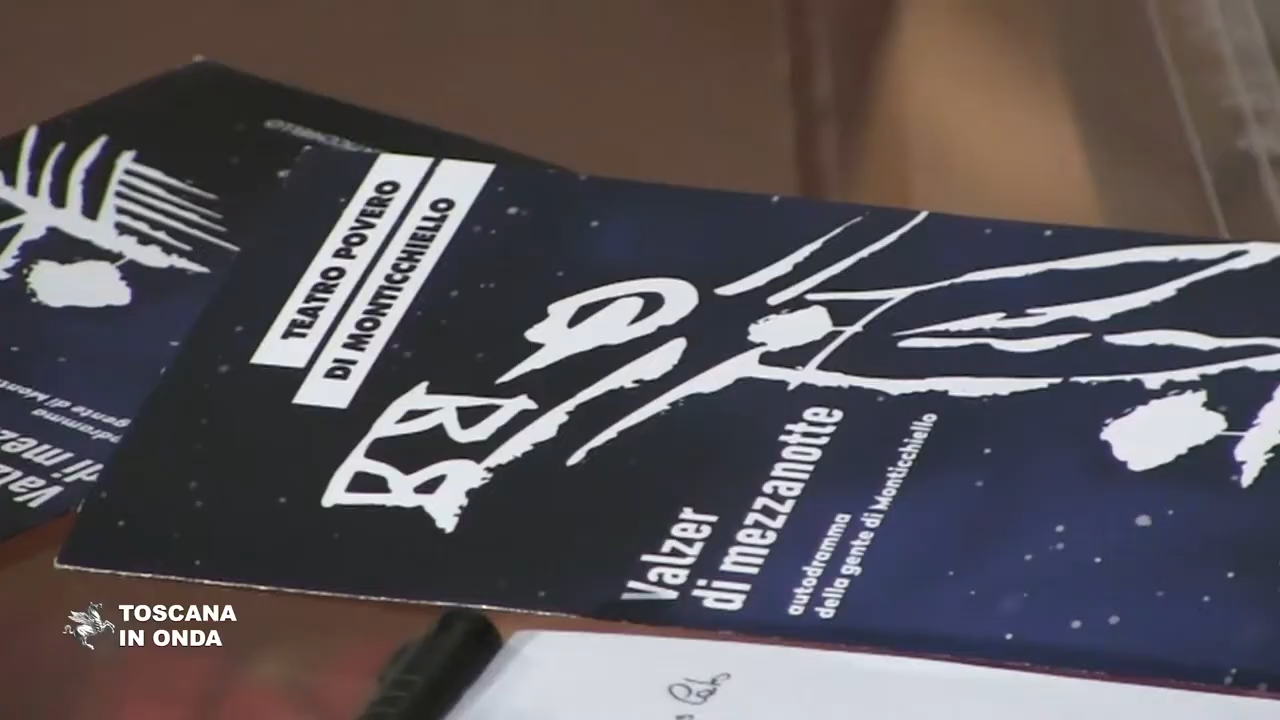 TEATRO POVERO
DI MONTICCHIELLO
Valzer
di mezzanotte
autodramma
della gente di Monticchiello
TOSCANA
IN ONDA